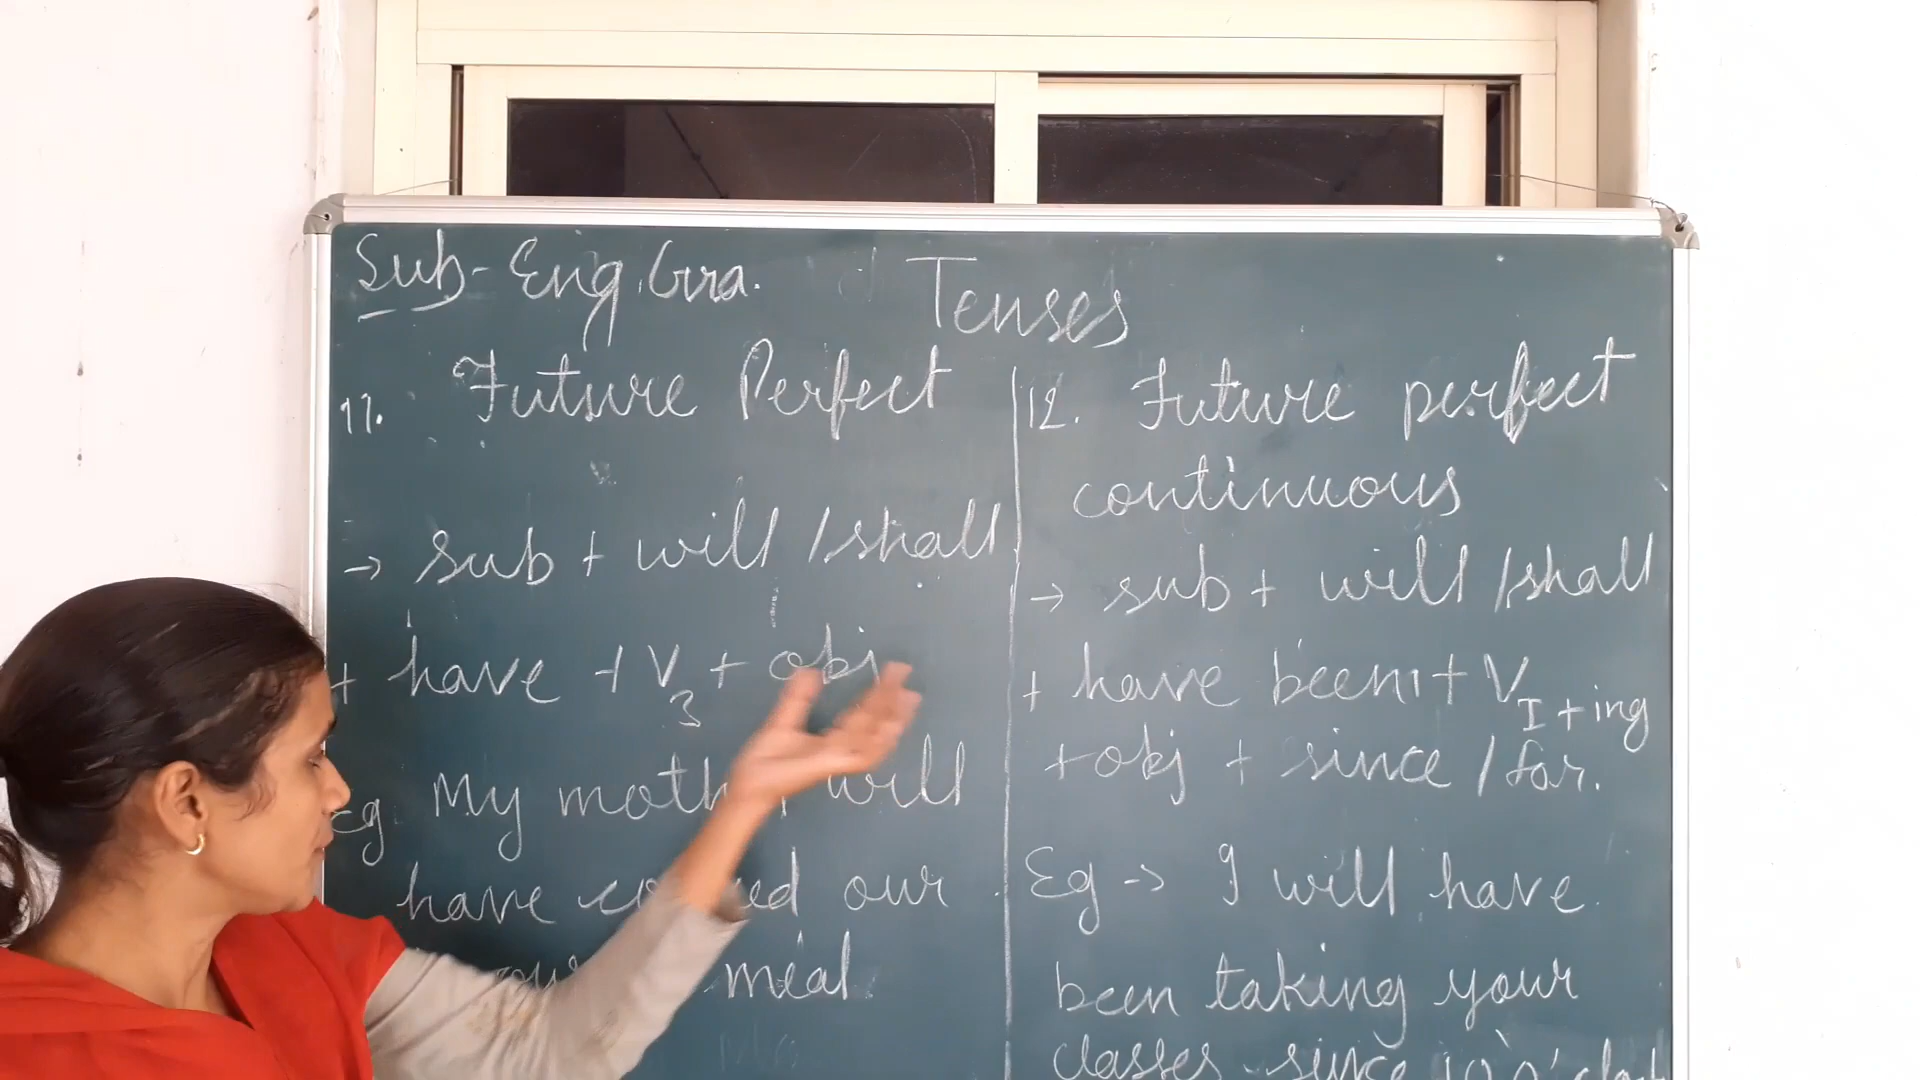 Sub- Eng. Gra.
Tenses
11. Future Perfect
→ sub + will / shall
+ have + V3 + obj
Eg. My will
have our
meal
12. Future perfect
continuous
→ sub + will / shall
+ have been + V I + ing
+ obj + since / for.
Eg → I will have
been taking your
classes since 10 o'